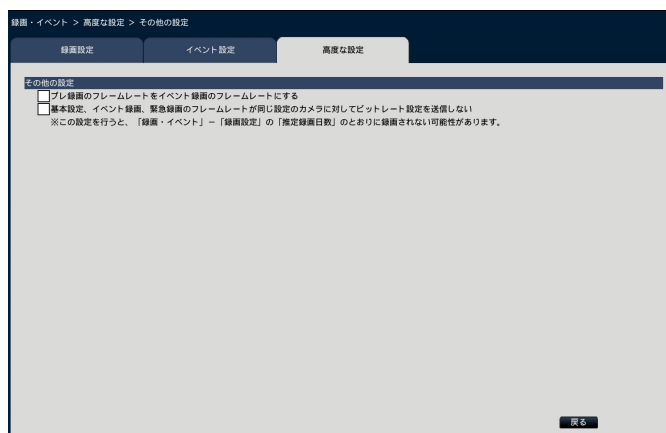 録画・イベント > 高度な設定 > その他の設定
録画設定
イベント設定
高度な設定
その他の設定
プレ録画のフレームレートをイベント録画のフレームレートにする
基本設定、イベント録画、緊急録画のフレームレートが同じ設定のカメラに対してビットレート設定を送信しない
※この設定を行うと、「録画・イベント」－「録画設定」の「推定録画日数」のとおりに録画されない可能性があります。
戻る